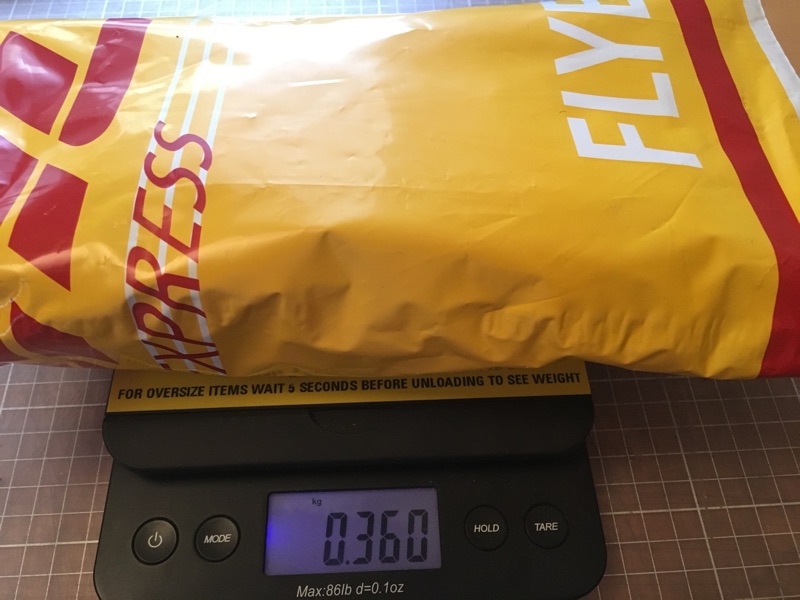 FLYE
EXPRESS
FOR OVERSIZE ITEMS WAIT 5 SECONDS BEFORE UNLOADING TO SEE WEIGHT
kg
0.360
MODE
HOLD
TARE
Max:86lb d=0.1oz